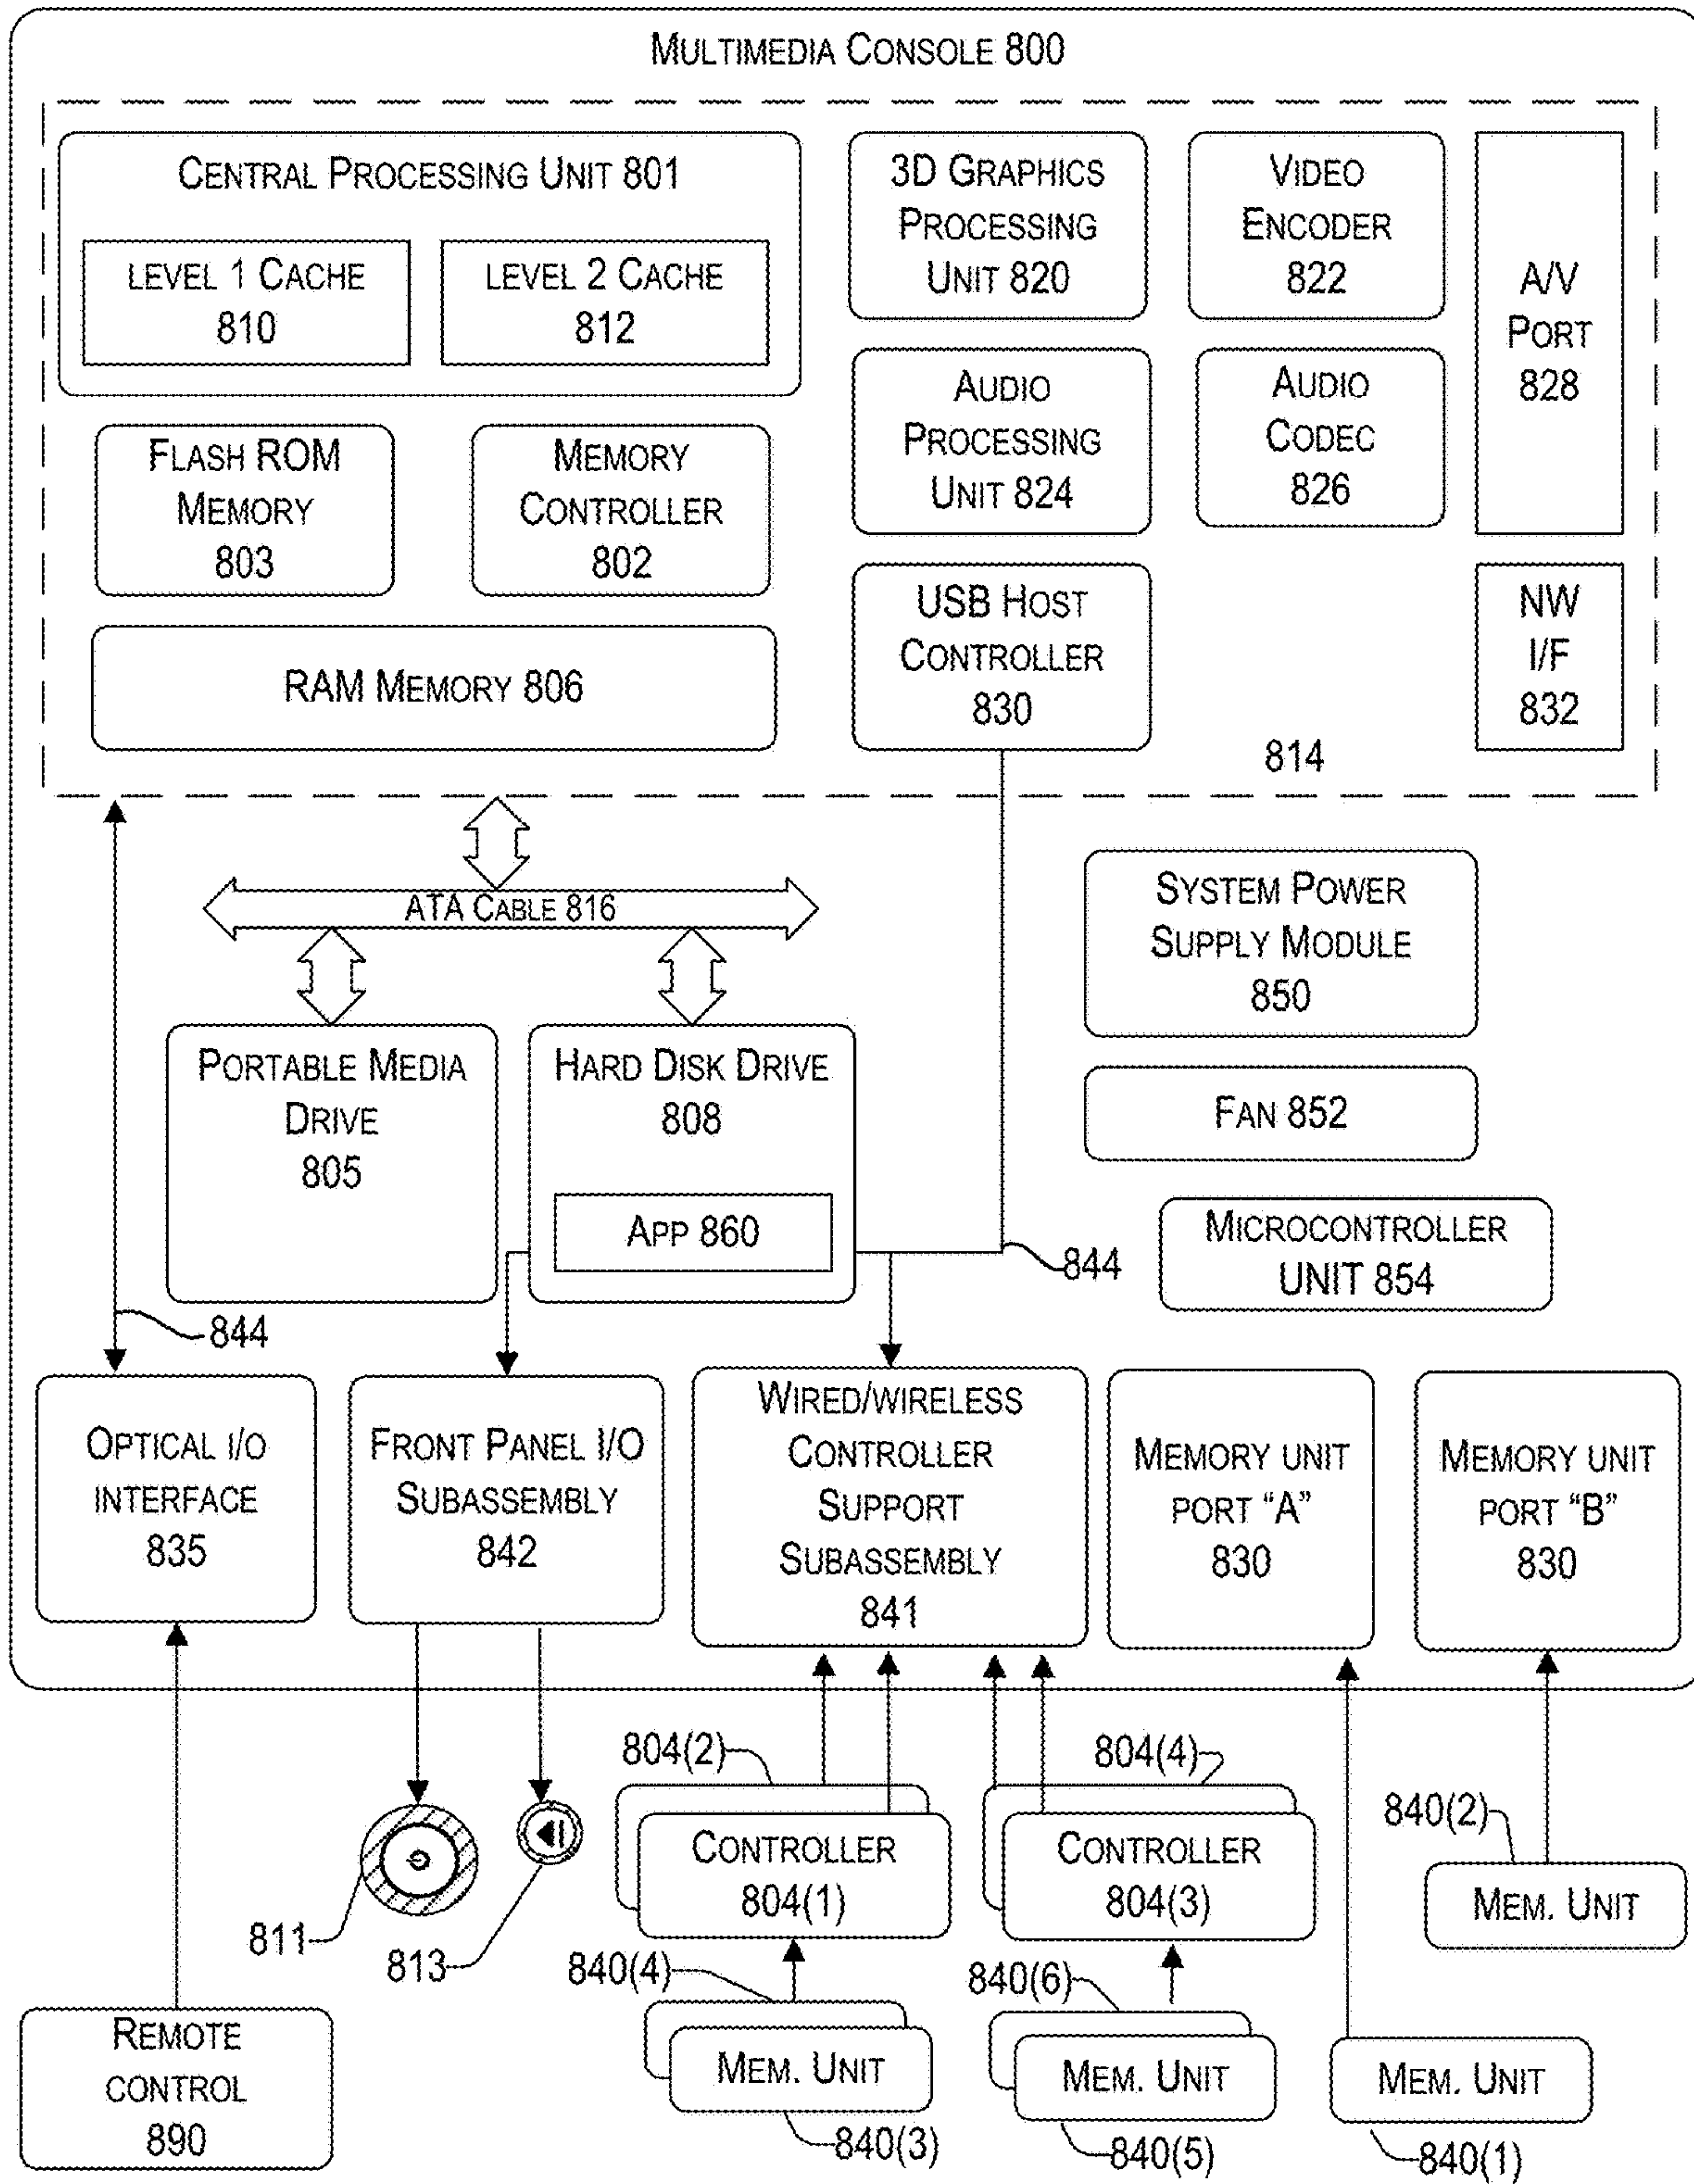 MULTIMEDIA CONSOLE 800
CENTRAL PROCESSING UNIT 801
LEVEL 1 CACHE
810
LEVEL 2 CACHE
812
FLASH ROM
MEMORY
803
MEMORY
CONTROLLER
802
RAM MEMORY 806
3D GRAPHICS
PROCESSING
UNIT 820
VIDEO
ENCODER
822
AUDIO
PROCESSING
UNIT 824
AUDIO
CODEC
826
A/V
PORT
828
USB HOST
CONTROLLER
830
NW
I/F
832
814
ATA CABLE 816
PORTABLE MEDIA
DRIVE
805
HARD DISK DRIVE
808
APP 860
SYSTEM POWER
SUPPLY MODULE
850
FAN 852
MICROCONTROLLER
UNIT 854
844
844
OPTICAL I/O
INTERFACE
835
FRONT PANEL I/O
SUBASSEMBLY
842
WIRED/WIRELESS
CONTROLLER
SUPPORT
SUBASSEMBLY
841
MEMORY UNIT
PORT “A”
830
MEMORY UNIT
PORT “B”
830
804(2)
804(4)
840(2)
CONTROLLER
804(1)
CONTROLLER
804(3)
MEM. UNIT
811
813
840(4)
840(6)
REMOTE
CONTROL
890
MEM. UNIT
MEM. UNIT
MEM. UNIT
840(3)
840(5)
840(1)